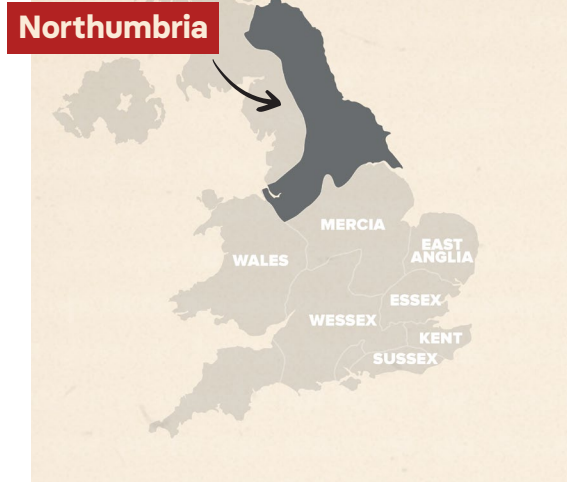 Northumbria
MERCIA
EAST
ANGLIA
WALES
ESSEX
WESSEX
KENT
SUSSEX